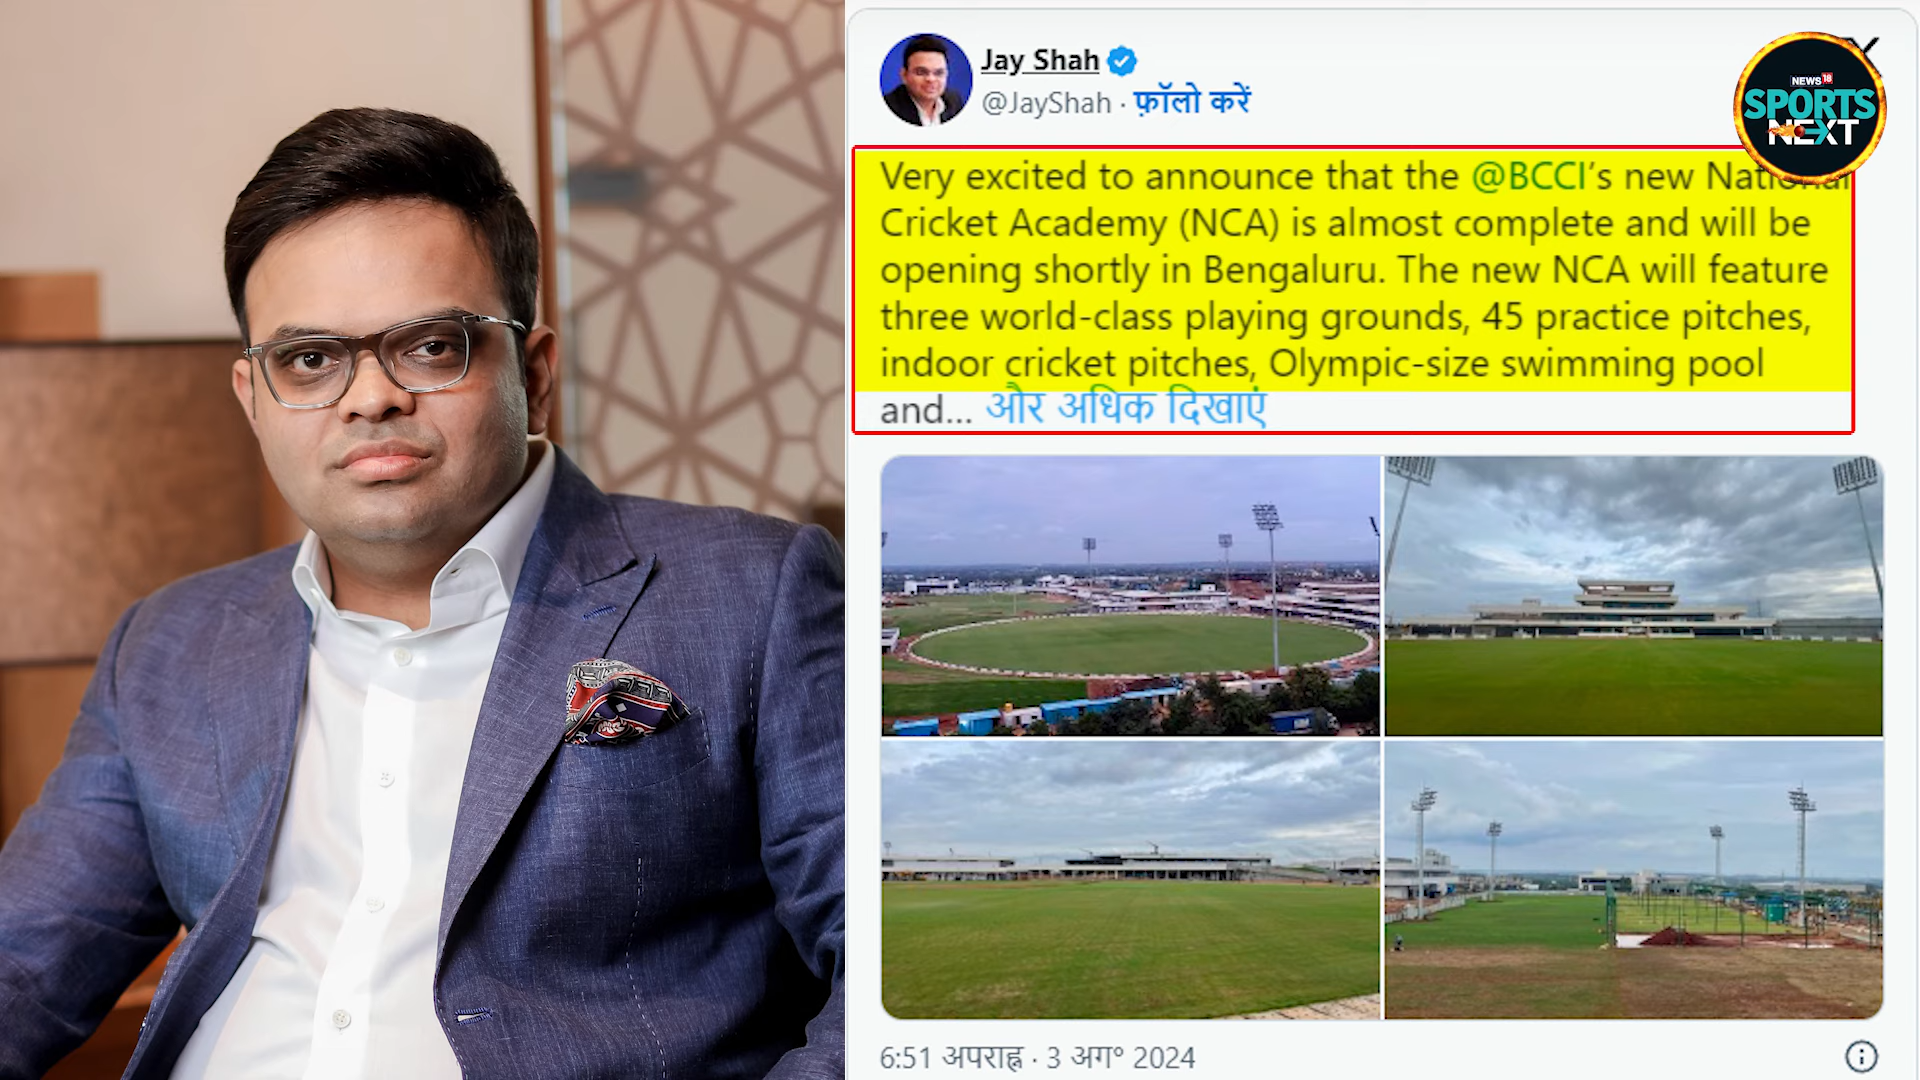 Jay Shah
@JayShah · फ़ॉलो करें
NEWS18
SPORTS
NEXT
Very excited to announce that the @BCCI's new National
Cricket Academy (NCA) is almost complete and will be
opening shortly in Bengaluru. The new NCA will feature
three world-class playing grounds, 45 practice pitches,
indoor cricket pitches, Olympic-size swimming pool
and... और अधिक दिखाएं
6:51 अपराह्न · 3 अग॰ 2024